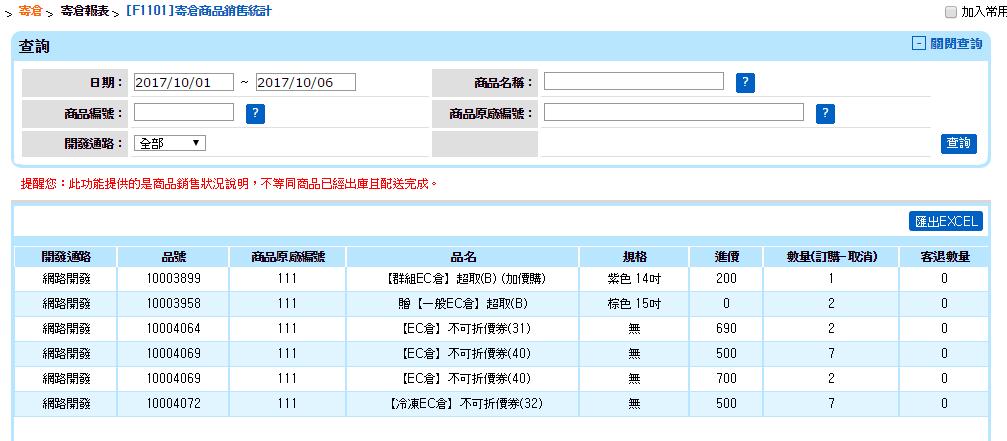 > 寄倉 > 寄倉報表 > [F1101]寄倉商品銷售統計 加入常用
查詢 - 關閉查詢
日期： 2017/10/01 ~ 2017/10/06 商品名稱： ?
商品編號： ? 商品原廠編號： ?
開發通路： 全部 ▼ 查詢
提醒您：此功能提供的是商品銷售狀況說明，不等同商品已經出庫且配送完成。
匯出EXCEL
開發通路 品號 商品原廠編號 品名 規格 進價 數量(訂購-取消) 客退數量
網路開發 10003899 111 【群組EC倉】超取(B) (加價購) 紫色 14吋 200 1 0
網路開發 10003958 111 贈【一般EC倉】超取(B) 棕色 15吋 0 2 0
網路開發 10004064 111 【EC倉】不可折價券(31) 無 690 2 0
網路開發 10004069 111 【EC倉】不可折價券(40) 無 500 7 0
網路開發 10004069 111 【EC倉】不可折價券(40) 無 700 2 0
網路開發 10004072 111 【冷凍EC倉】不可折價券(32) 無 500 7 0